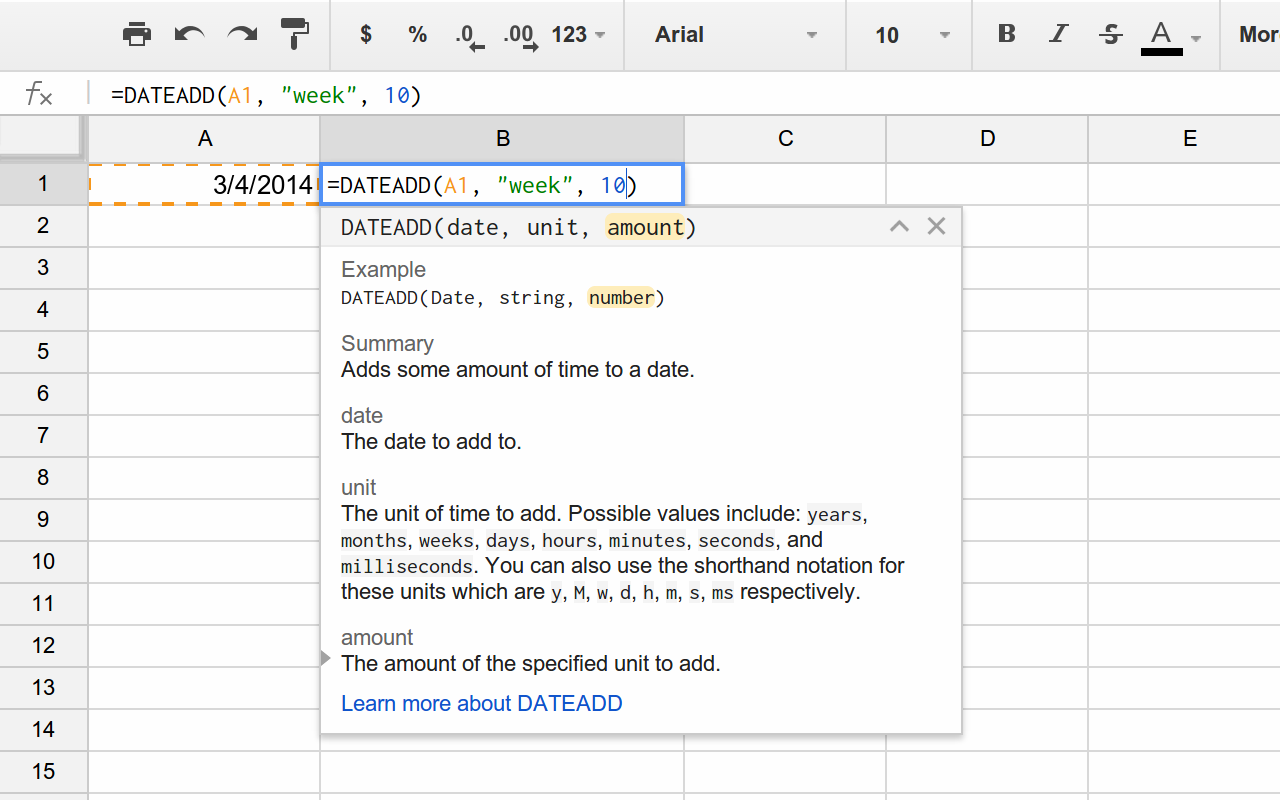 $ % .0 .00 123 Arial 10 B I S A
fx =DATEADD(A1, "week", 10)
A B C D E
1 3/4/2014 =DATEADD(A1, "week", 10)
2 DATEADD(date, unit, amount)
3 Example
DATEADD(Date, string, number)
4
Summary
5 Adds some amount of time to a date.
6 date
7 The date to add to.
8 unit
9 The unit of time to add. Possible values include: years,
10 months, weeks, days, hours, minutes, seconds, and
milliseconds. You can also use the shorthand notation for
11 these units which are y, M, w, d, h, m, s, ms respectively.
12 amount
The amount of the specified unit to add.
13 Learn more about DATEADD
14
15